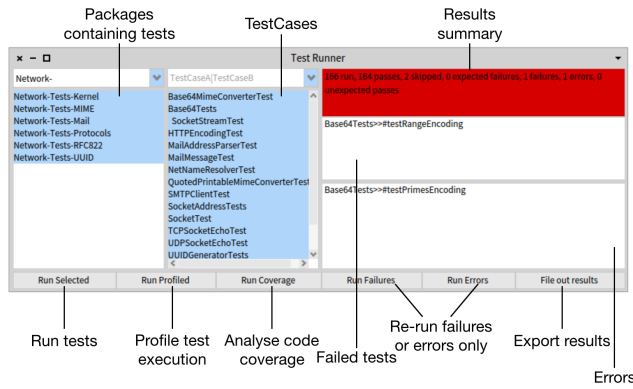 Packages
containing tests
TestCases
Results
summary
Test Runner
Network-
TestCaseA|TestCaseB
166 run, 164 passes, 2 skipped, 0 expected failures, 1 failures, 1 errors, 0
unexpected passes
Network-Tests-Kernel
Network-Tests-MIME
Network-Tests-Mail
Network-Tests-Protocols
Network-Tests-RFC822
Network-Tests-UUID
Base64MimeConverterTest
Base64Tests
SocketStreamTest
HTTPEncodingTest
MailAddressParserTest
MailMessageTest
NetNameResolverTest
QuotedPrintableMimeConverterTest
SMTPClientTest
SocketAddressTests
SocketTest
TCPSocketEchoTest
UDPSocketEchoTest
UUIDGeneratorTests
Base64Tests>>#testRangeEncoding
Base64Tests>>#testPrimesEncoding
Run Selected
Run Profiled
Run Coverage
Run Failures
Run Errors
File out results
Run tests
Profile test
execution
Analyse code
coverage
Failed tests
Re-run failures
or errors only
Export results
Errors